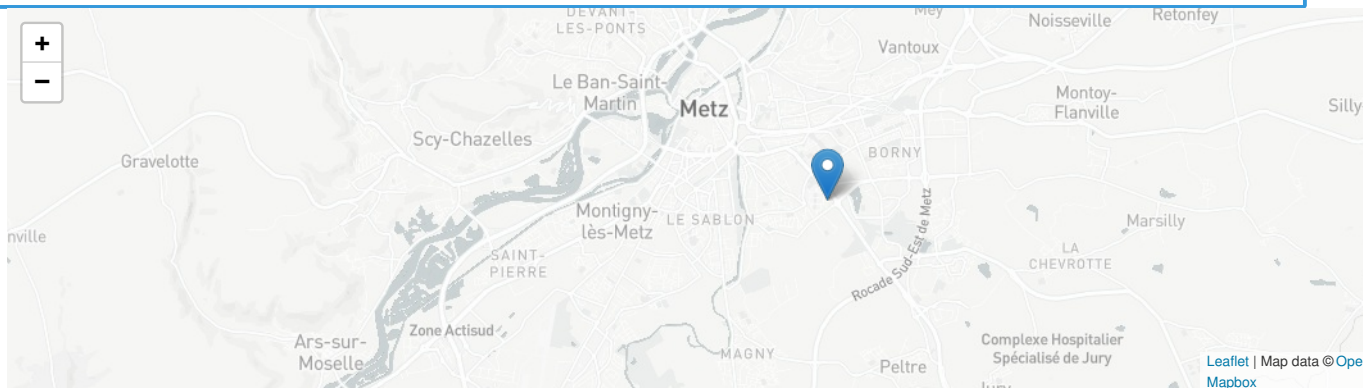 DEVANT-
LES-PONTS
Mey
Noisseville
Retonfey
+
−
Vantoux
Le Ban-Saint-
Martin
Metz
Montoy-
Flanville
Silly
Scy-Chazelles
Gravelotte
BORNY
Montigny-
lès-Metz
LE SABLON
Marsilly
nville
Rocade Sud-Est de Metz
SAINT-
PIERRE
LA
CHEVROTTE
Zone Actisud
Ars-sur-
Moselle
MAGNY
Peltre
Complexe Hospitalier
Spécialisé de Jury
Jury
Leaflet | Map data © Ope
Mapbox